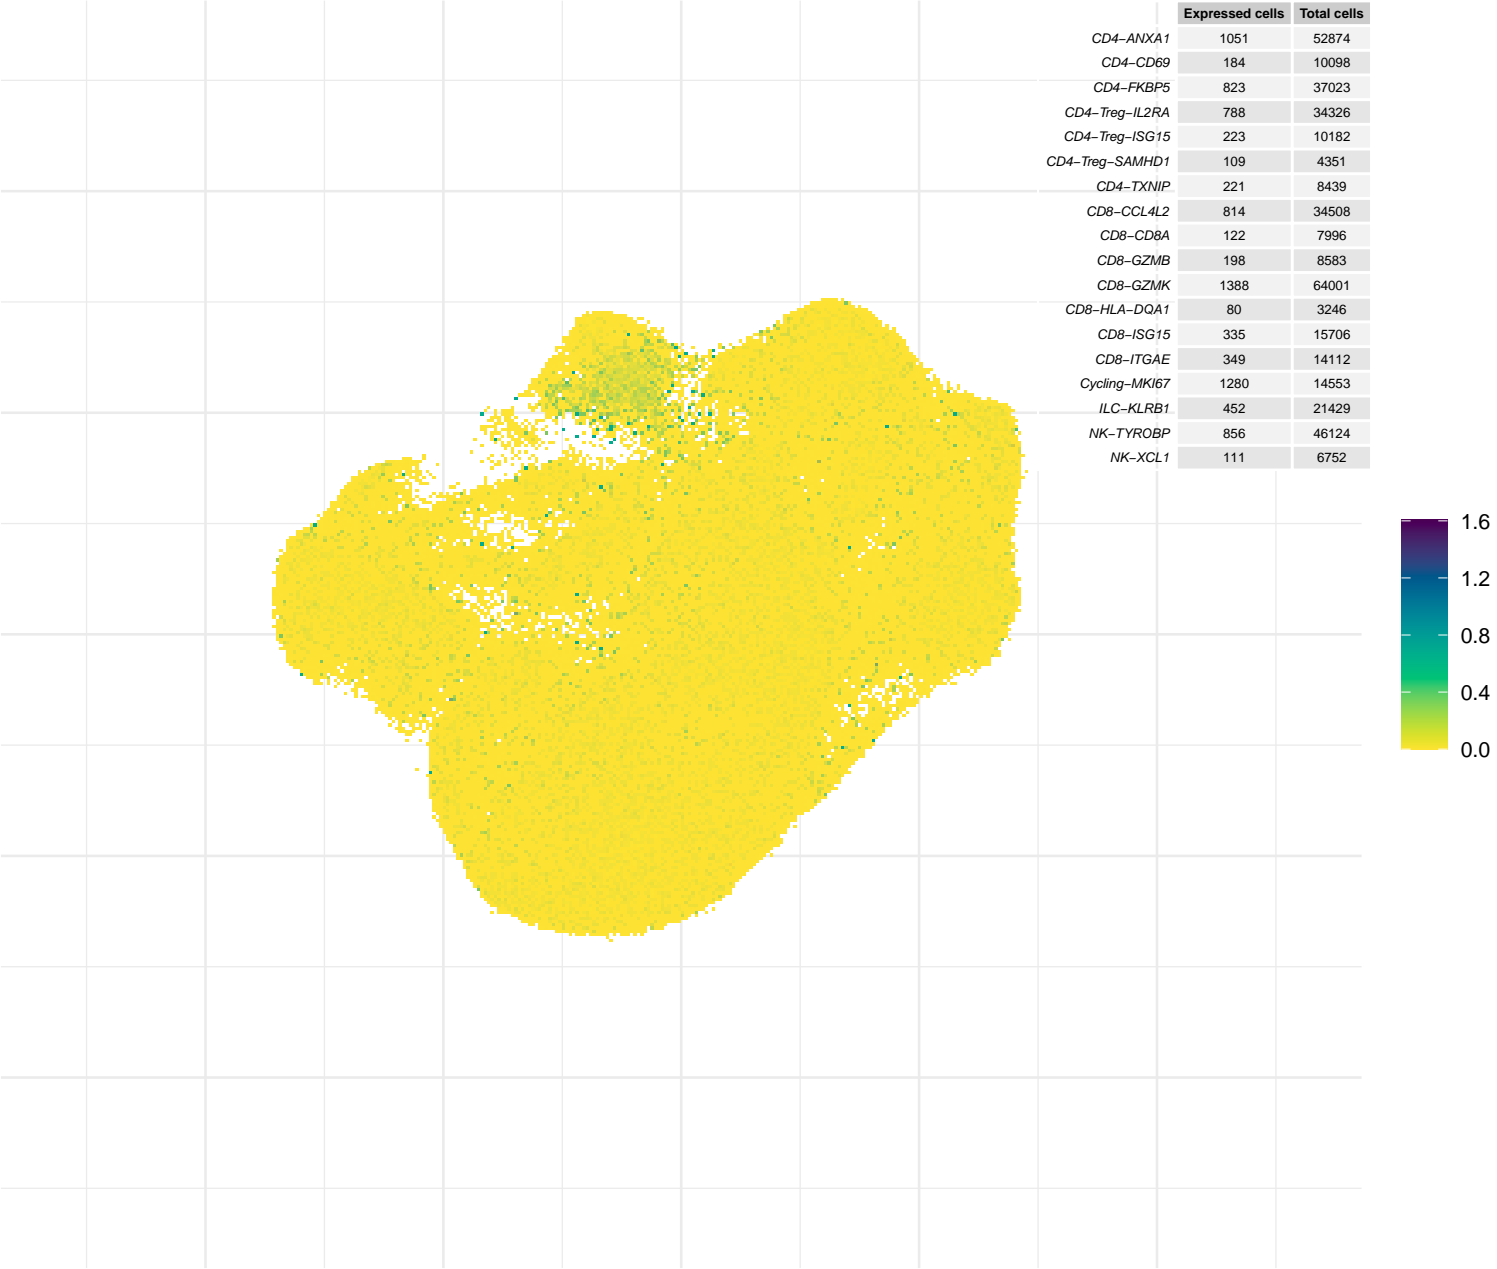 Expressed cells Total cells
CD4−ANXA1 1051 52874
CD4−CD69 184 10098
CD4−FKBP5 823 37023
CD4−Treg−IL2RA 788 34326
CD4−Treg−ISG15 223 10182
CD4−Treg−SAMHD1 109 4351
CD4−TXNIP 221 8439
CD8−CCL4L2 814 34508
CD8−CD8A 122 7996
CD8−GZMB 198 8583
CD8−GZMK 1388 64001
CD8−HLA−DQA1 80 3246
CD8−ISG15 335 15706
CD8−ITGAE 349 14112
Cycling−MKI67 1280 14553
ILC−KLRB1 452 21429
NK−TYROBP 856 46124
NK−XCL1 111 6752
1.6
1.2
0.8
0.4
0.0